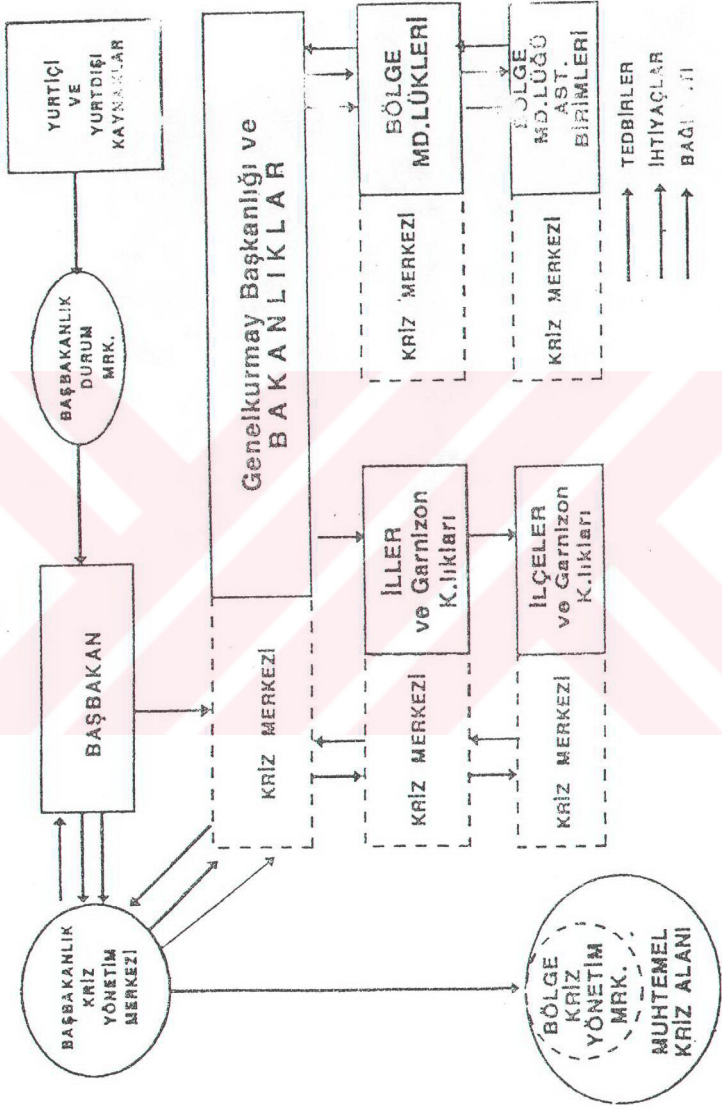 YURTİÇİ
VE
YURTDIŞI
KAYNAKLAR
BAŞBAKANLIK
DURUM
MRK.
BAŞBAKAN
BAŞBAKANLIK
KRİZ
YÖNETİM
MERKEZİ
Genelkurmay Başkanlığı ve
BAKANLIKLAR
KRİZ MERKEZİ
BÖLGE
MD.LÜKLERİ
KRİZ MERKEZİ
İLLER
ve Garnizon
K.lıkları
KRİZ MERKEZİ
BÖLGE
MD.LÜĞÜ
AST.
BİRİMLERİ
KRİZ MERKEZİ
İLÇELER
ve Garnizon
K.lıkları
KRİZ MERKEZİ
BÖLGE
KRİZ
YÖNETİM
MRK.
MUHTEMEL
KRİZ ALANI
TEDBİRLER
İHTİYAÇLAR